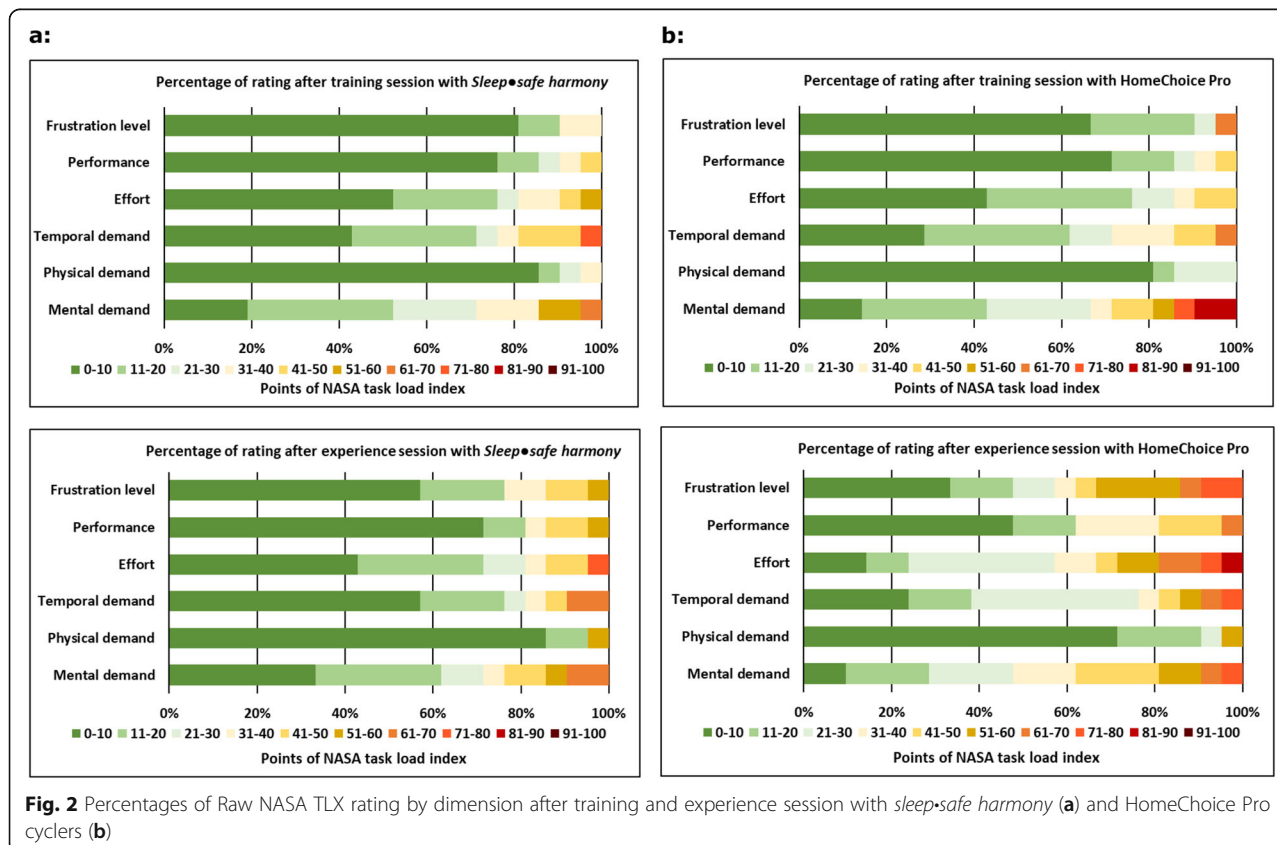 a:
Percentage of rating after training session with Sleep●safe harmony
Frustration level
Performance
Effort
Temporal demand
Physical demand
Mental demand
0% 20% 40% 60% 80% 100%
0-10 11-20 21-30 31-40 41-50 51-60 61-70 71-80 81-90 91-100
Points of NASA task load index
b:
Percentage of rating after training session with HomeChoice Pro
Frustration level
Performance
Effort
Temporal demand
Physical demand
Mental demand
0% 20% 40% 60% 80% 100%
0-10 11-20 21-30 31-40 41-50 51-60 61-70 71-80 81-90 91-100
Points of NASA task load index
Percentage of rating after experience session with Sleep●safe harmony
Frustration level
Performance
Effort
Temporal demand
Physical demand
Mental demand
0% 20% 40% 60% 80% 100%
0-10 11-20 21-30 31-40 41-50 51-60 61-70 71-80 81-90 91-100
Points of NASA task load index
Percentage of rating after experience session with HomeChoice Pro
Frustration level
Performance
Effort
Temporal demand
Physical demand
Mental demand
0% 20% 40% 60% 80% 100%
0-10 11-20 21-30 31-40 41-50 51-60 61-70 71-80 81-90 91-100
Points of NASA task load index
Fig. 2 Percentages of Raw NASA TLX rating by dimension after training and experience session with sleep•safe harmony (a) and HomeChoice Pro
cyclers (b)